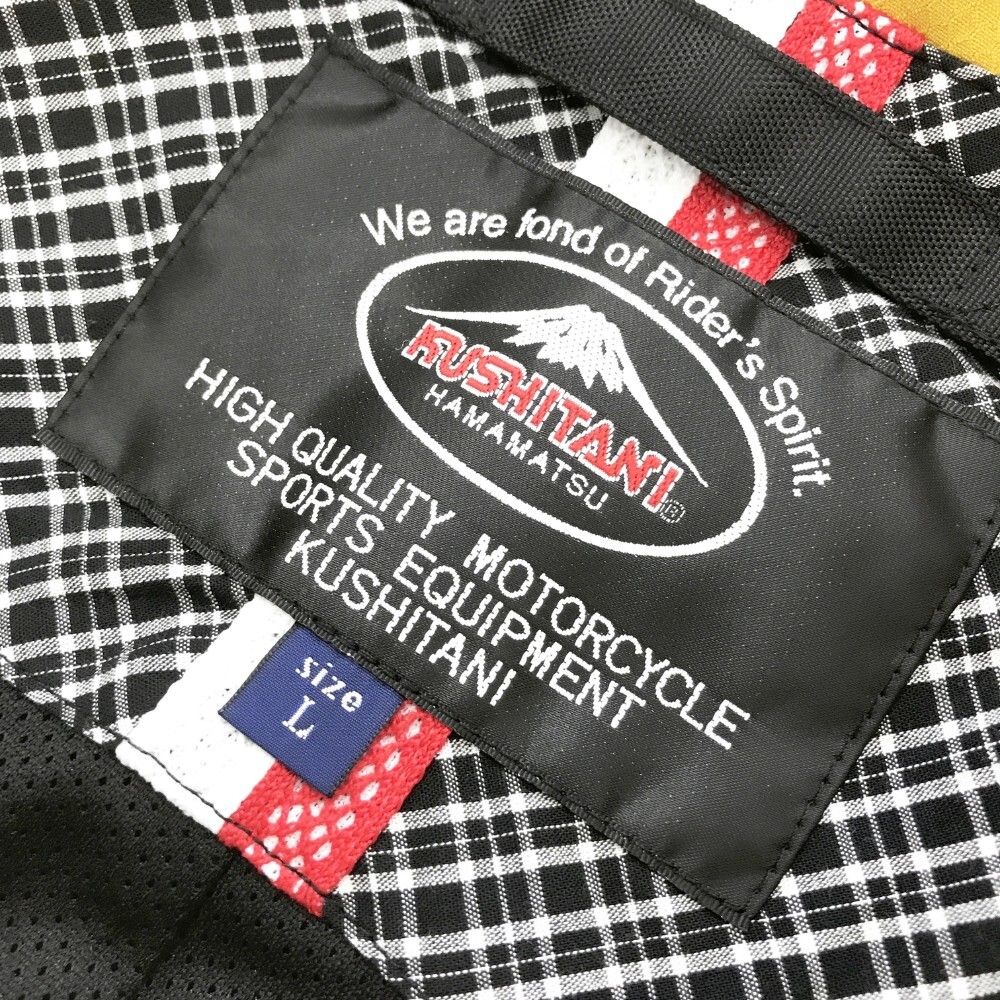 We are fond of Rider's Spirit.
KUSHITANI®
HAMAMATSU
HIGH QUALITY MOTORCYCLE
SPORTS EQUIPMENT
KUSHITANI
size
L